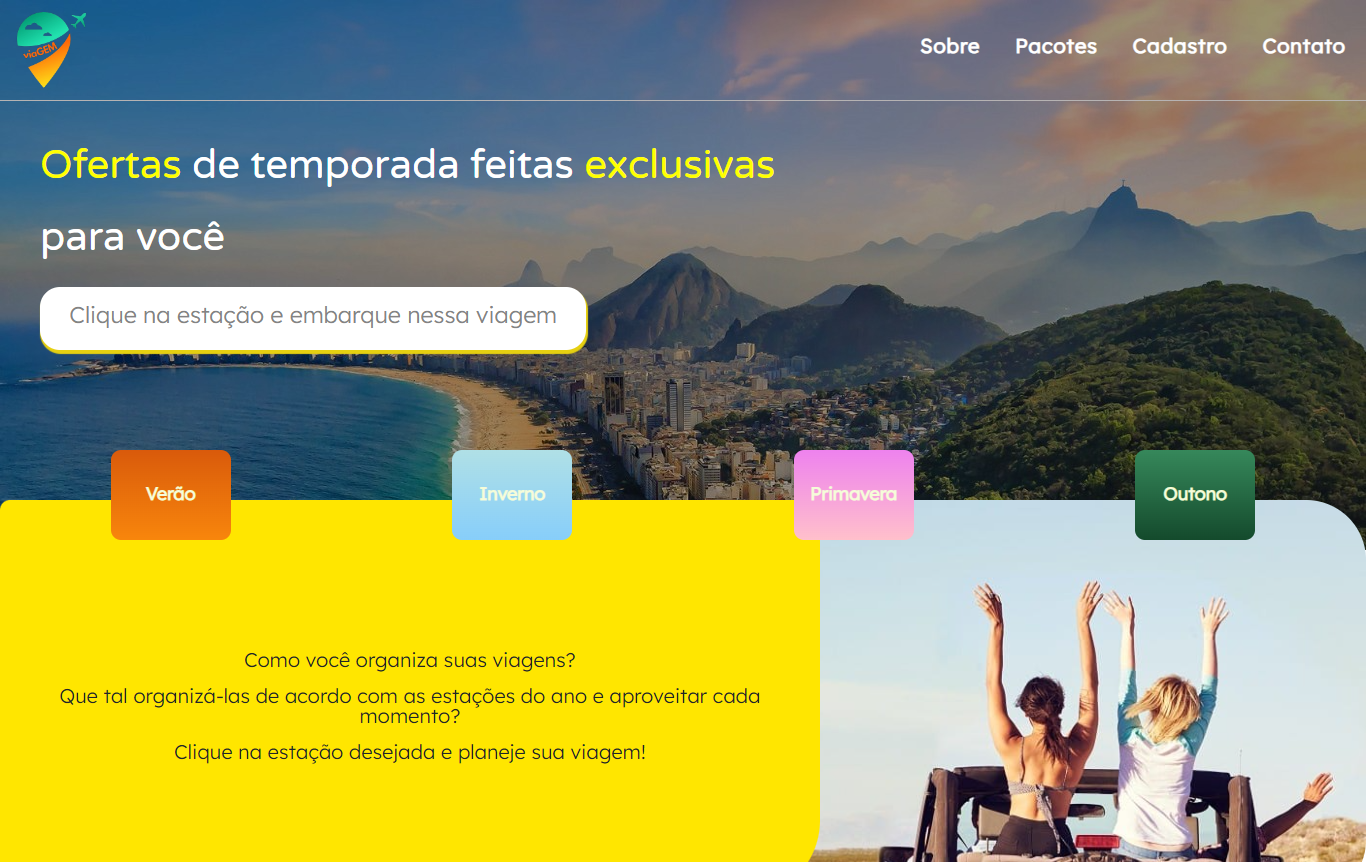 viaGEM
Sobre
Pacotes
Cadastro
Contato
Ofertas de temporada feitas exclusivas
para você
Clique na estação e embarque nessa viagem
Verão
Inverno
Primavera
Outono
Como você organiza suas viagens?
Que tal organizá-las de acordo com as estações do ano e aproveitar cada
momento?
Clique na estação desejada e planeje sua viagem!